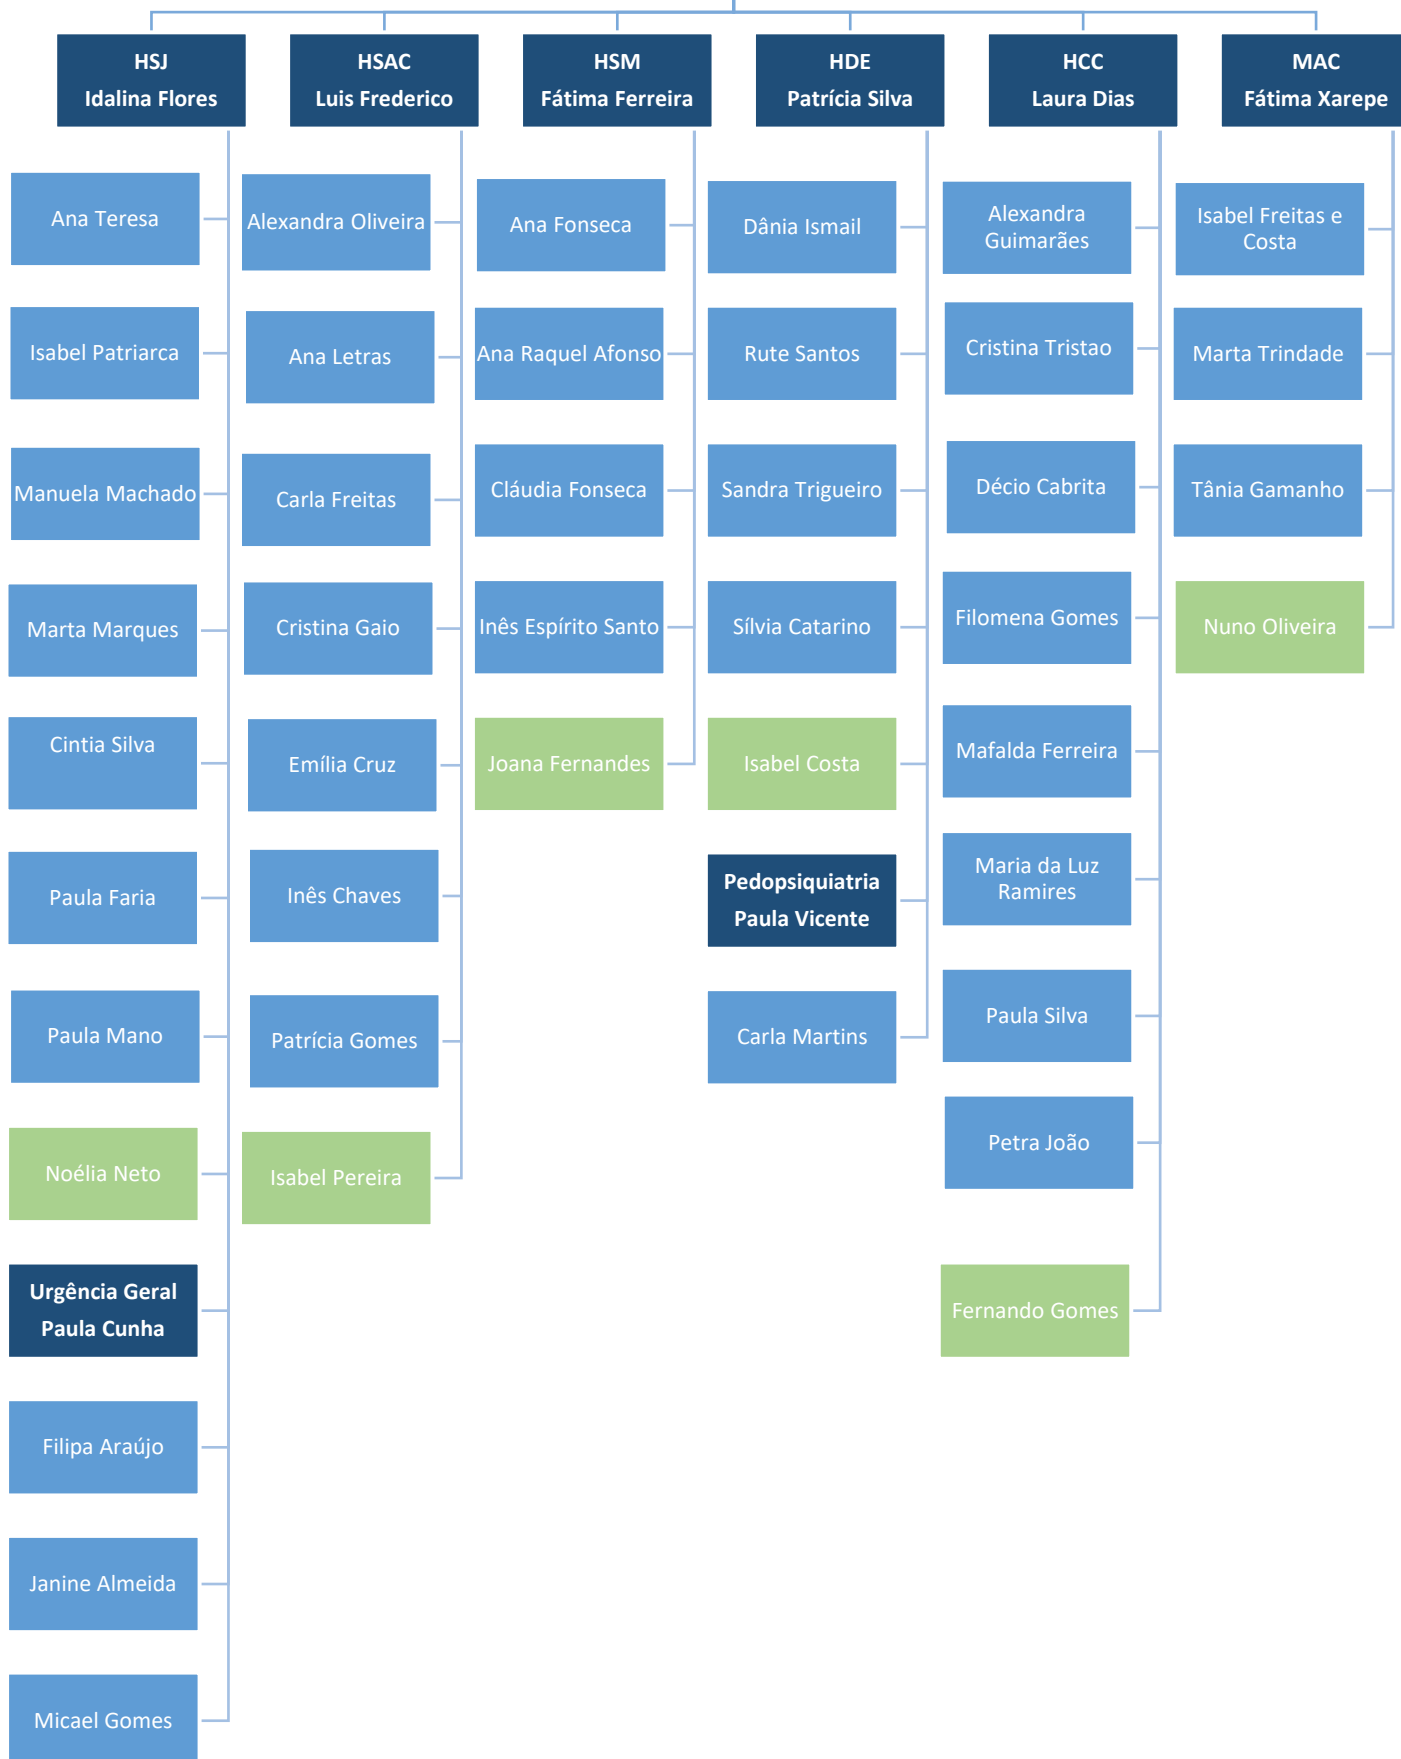 HSJ
Idalina Flores
Ana Teresa
Isabel Patriarca
Manuela Machado
Marta Marques
Cintia Silva
Paula Faria
Paula Mano
Noélia Neto
Urgência Geral
Paula Cunha
Filipa Araújo
Janine Almeida
Micael Gomes
HSAC
Luis Frederico
Alexandra Oliveira
Ana Letras
Carla Freitas
Cristina Gaio
Emília Cruz
Inês Chaves
Patrícia Gomes
Isabel Pereira
HSM
Fátima Ferreira
Ana Fonseca
Ana Raquel Afonso
Cláudia Fonseca
Inês Espírito Santo
Joana Fernandes
HDE
Patrícia Silva
Dânia Ismail
Rute Santos
Sandra Trigueiro
Sílvia Catarino
Isabel Costa
Pedopsiquiatria
Paula Vicente
Carla Martins
HCC
Laura Dias
Alexandra
Guimarães
Cristina Tristao
Décio Cabrita
Filomena Gomes
Mafalda Ferreira
Maria da Luz
Ramires
Paula Silva
Petra João
Fernando Gomes
MAC
Fátima Xarepe
Isabel Freitas e
Costa
Marta Trindade
Tânia Gamanho
Nuno Oliveira